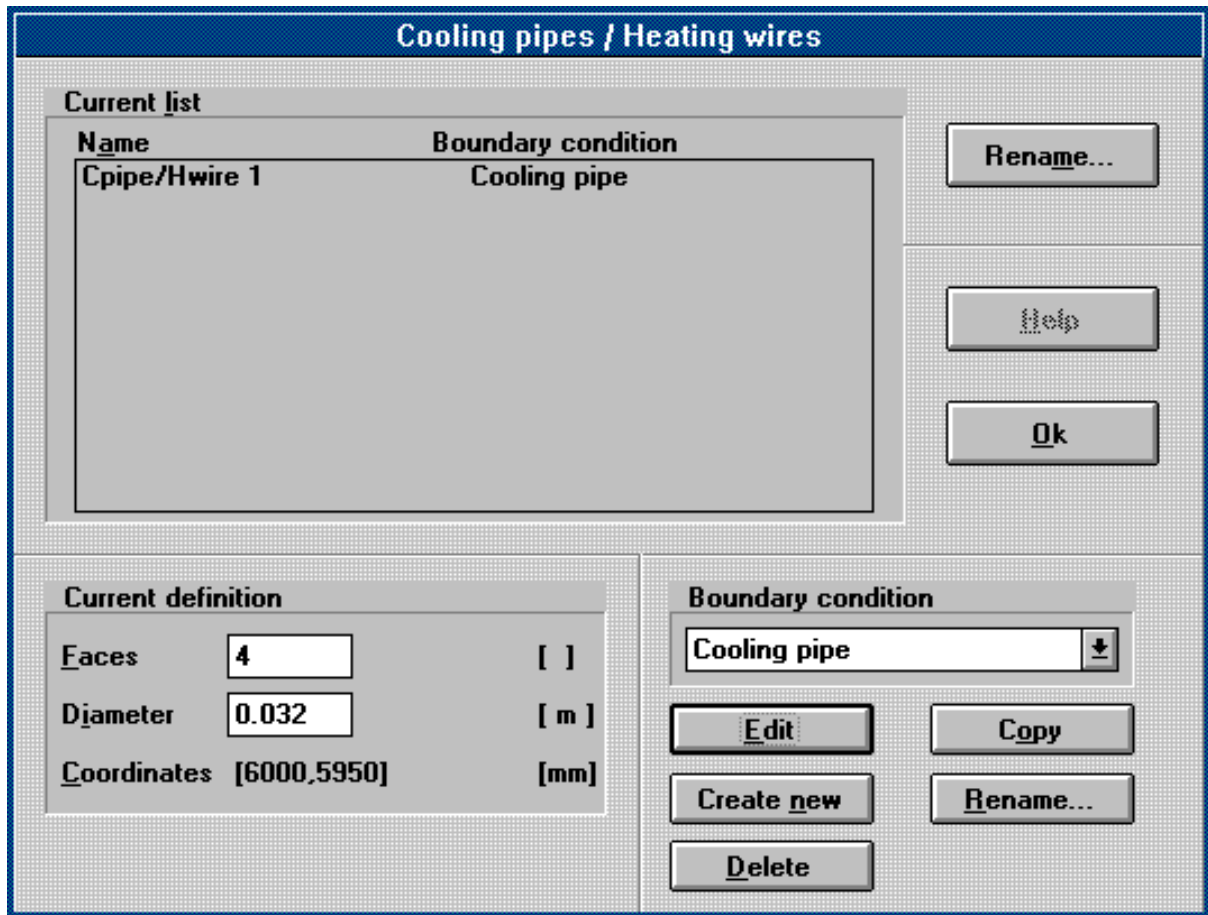 Cooling pipes / Heating wires
Current list
Name Boundary condition
Cpipe/Hwire 1 Cooling pipe
Rename...
Help
Ok
Current definition
Faces 4 [ ]
Diameter 0.032 [ m ]
Coordinates [6000,5950] [mm]
Boundary condition
Cooling pipe
Edit Copy
Create new Rename...
Delete